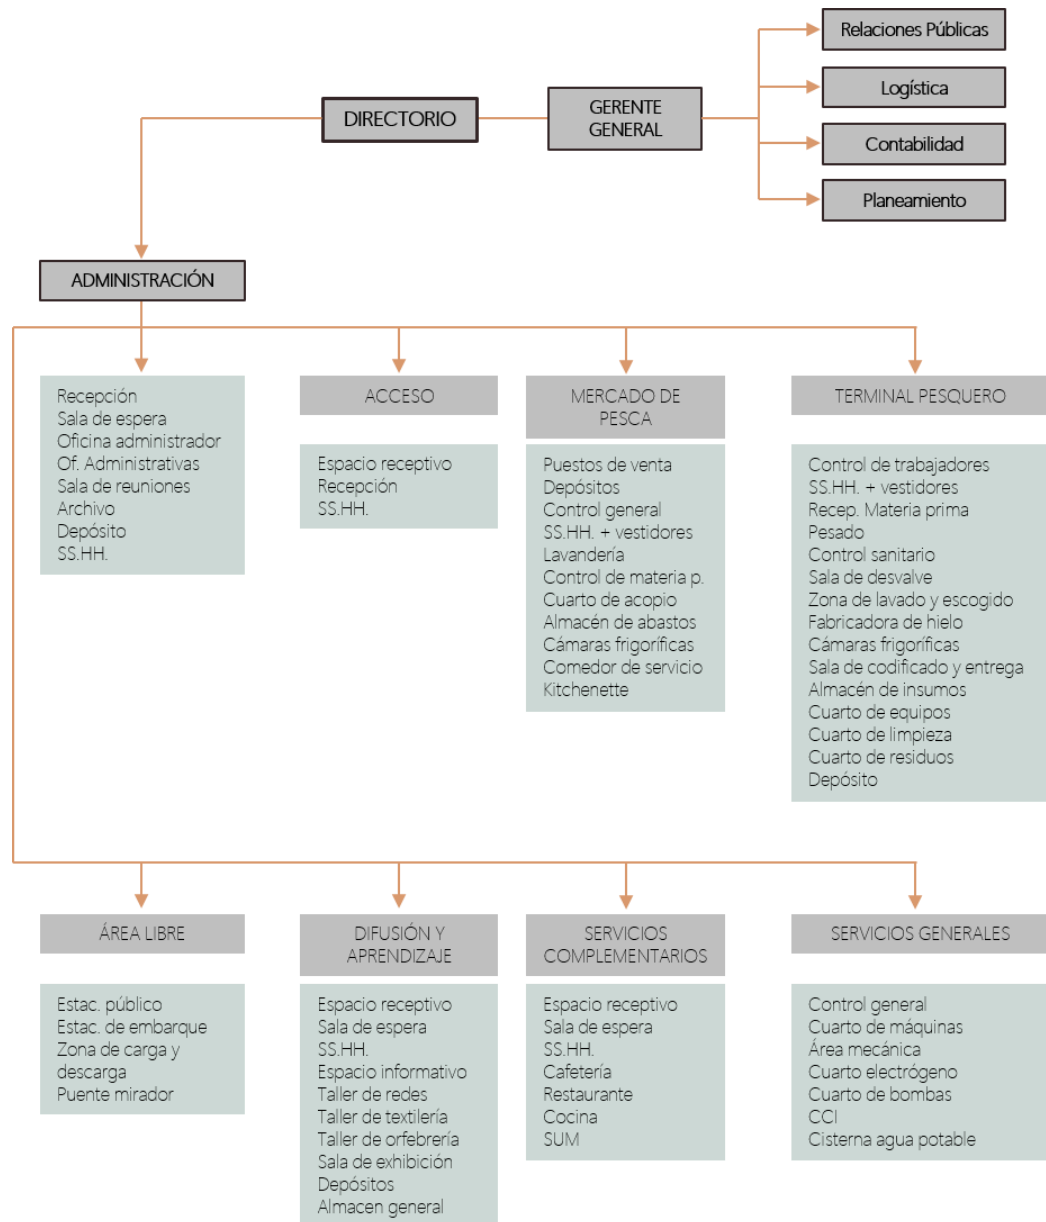 Relaciones Públicas
Logística
DIRECTORIO
GERENTE
GENERAL
Contabilidad
Planeamiento
ADMINISTRACIÓN
Recepción
Sala de espera
Oficina administrador
Of. Administrativas
Sala de reuniones
Archivo
Depósito
SS.HH.
ACCESO
Espacio receptivo
Recepción
SS.HH.
MERCADO DE
PESCA
Puestos de venta
Depósitos
Control general
SS.HH. + vestidores
Lavandería
Control de materia p.
Cuarto de acopio
Almacén de abastos
Cámaras frigoríficas
Comedor de servicio
Kitchenette
TERMINAL PESQUERO
Control de trabajadores
SS.HH. + vestidores
Recep. Materia prima
Pesado
Control sanitario
Sala de desvalve
Zona de lavado y escogido
Fabricadora de hielo
Cámaras frigoríficas
Sala de codificado y entrega
Almacén de insumos
Cuarto de equipos
Cuarto de limpieza
Cuarto de residuos
Depósito
ÁREA LIBRE
Estac. público
Estac. de embarque
Zona de carga y
descarga
Puente mirador
DIFUSIÓN Y
APRENDIZAJE
Espacio receptivo
Sala de espera
SS.HH.
Espacio informativo
Taller de redes
Taller de textilería
Taller de orfebrería
Sala de exhibición
Depósitos
Almacen general
SERVICIOS
COMPLEMENTARIOS
Espacio receptivo
Sala de espera
SS.HH.
Cafetería
Restaurante
Cocina
SUM
SERVICIOS GENERALES
Control general
Cuarto de máquinas
Área mecánica
Cuarto electrógeno
Cuarto de bombas
CCI
Cisterna agua potable